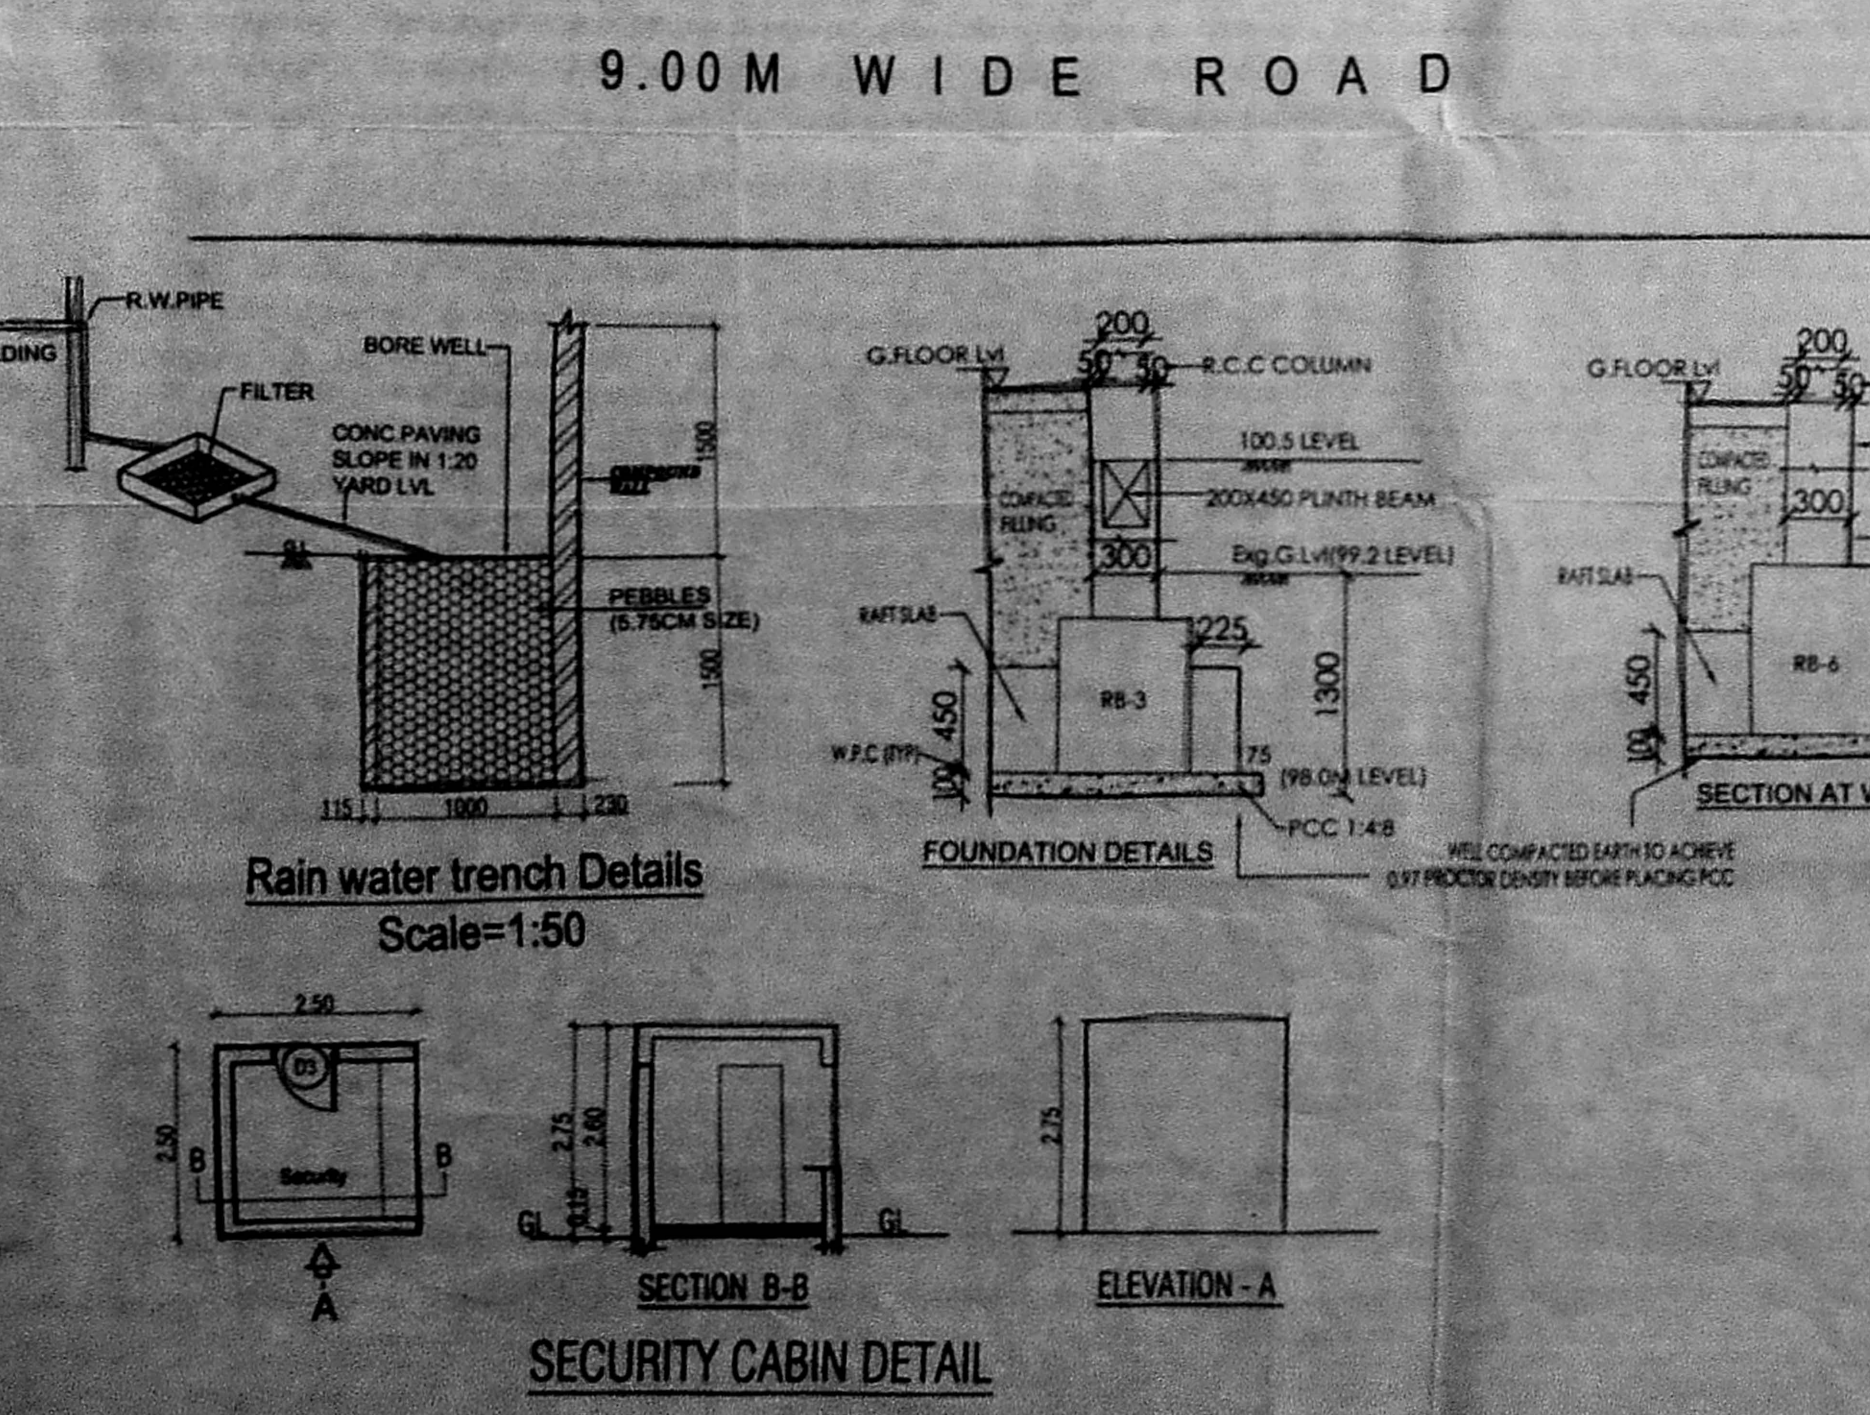 9.00M WIDE ROAD
R.W.PIPE
DING
BORE WELL
FILTER
CONC.PAVING
SLOPE IN 1:20
YARD LVL
1500
PEBBLES
(5.75CM SIZE)
1500
115
1000
230
Rain water trench Details
Scale=1:50
200
G.FLOOR Lvl
50
50
R.C.C COLUMN
100.5 LEVEL
COMPACTED
FILLING
200X450 PLINTH BEAM
300
Exg.G.Lvl(99.2 LEVEL)
RAFT SLAB
225
450
RB-3
1300
W.P.C (TYP)
100
75
(98.0M LEVEL)
PCC 1:4:8
FOUNDATION DETAILS
WELL COMPACTED EARTH TO ACHIEVE
0.97 PROCTOR DENSITY BEFORE PLACING PCC
200
G.FLOOR Lvl
50
50
COMPACTED
FILLING
300
RAFT SLAB
450
RB-6
100
SECTION AT
2.50
D3
2.50
B
B
Security
A
2.75
2.60
0.15
GL
GL
SECTION B-B
2.75
ELEVATION - A
SECURITY CABIN DETAIL